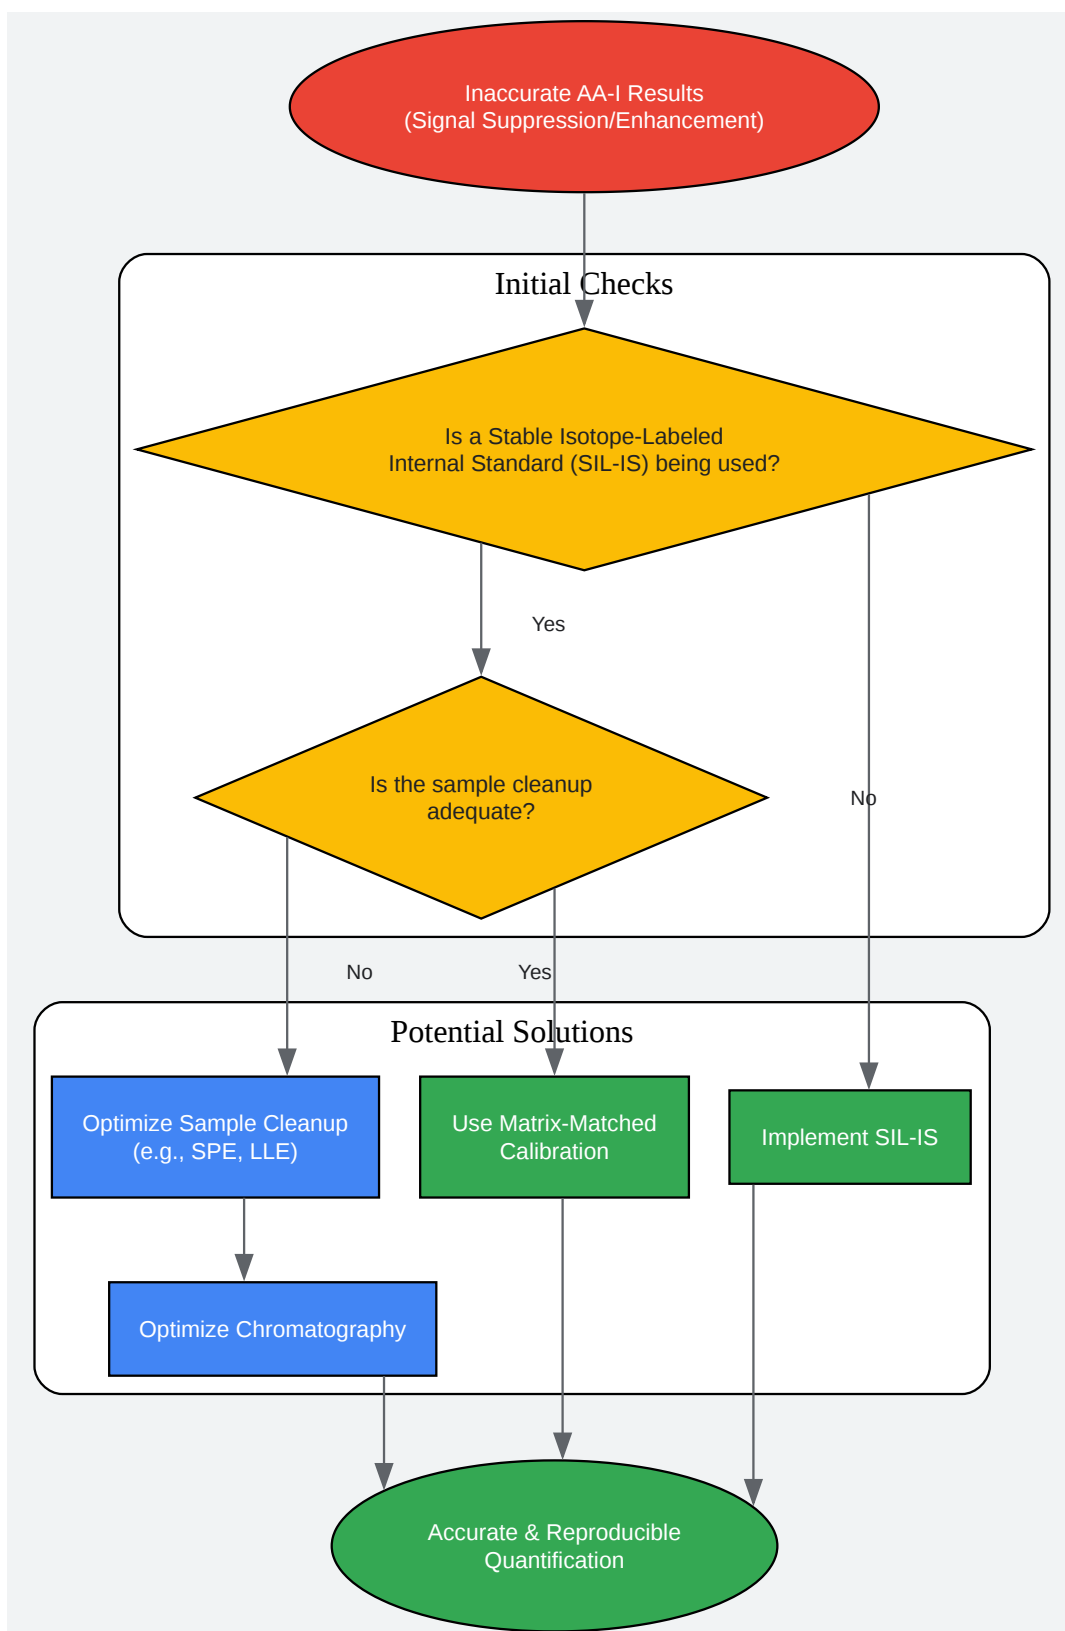 Inaccurate AA-I Results
(Signal Suppression/Enhancement)
Initial Checks
Is a Stable Isotope-Labeled
Internal Standard (SIL-IS) being used?
Yes
Is the sample cleanup
adequate?
No
No
Yes
Potential Solutions
Optimize Sample Cleanup
(e.g., SPE, LLE)
Use Matrix-Matched
Calibration
Implement SIL-IS
Optimize Chromatography
Accurate & Reproducible
Quantification